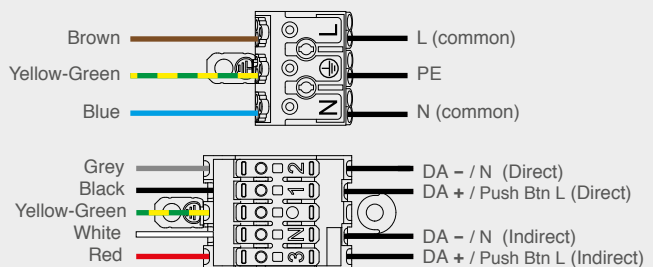 Brown L L (common)
Yellow-Green PE
Blue N N (common)
Grey 2 DA – / N (Direct)
Black 1 DA + / Push Btn L (Direct)
Yellow-Green
White N DA – / N (Indirect)
Red 3 DA + / Push Btn L (Indirect)